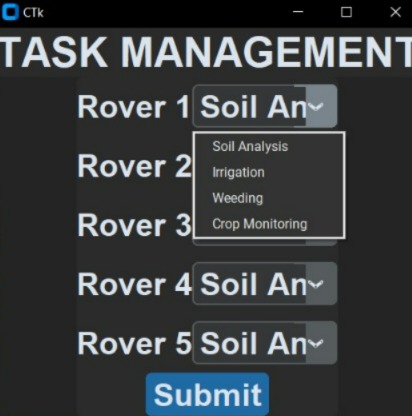 CTk
TASK MANAGEMENT
Rover 1 Soil An
Soil Analysis
Rover 2
Irrigation
Weeding
Rover 3
Crop Monitoring
Rover 4 Soil An
Rover 5 Soil An
Submit